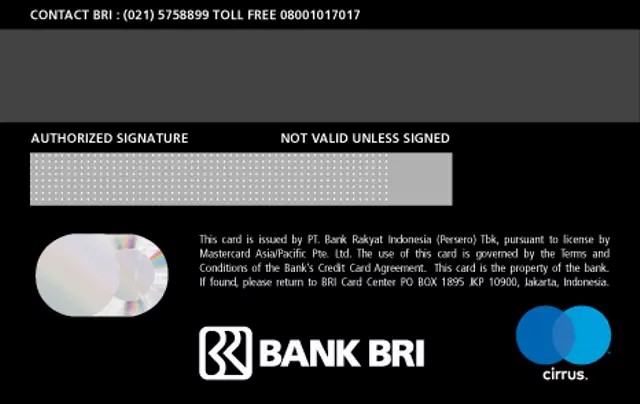 CONTACT BRI : (021) 5758899 TOLL FREE 08001017017
AUTHORIZED SIGNATURE NOT VALID UNLESS SIGNED
This card is issued by PT. Bank Rakyat Indonesia (Persero) Tbk, pursuant to license by
Mastercard Asia/Pacific Pte. Ltd. The use of this card is governed by the Terms and
Conditions of the Bank's Credit Card Agreement. This card is the property of the bank.
If found, please return to BRI Card Center PO BOX 1895 JKP 10900, Jakarta, Indonesia.
BANK BRI
cirrus.